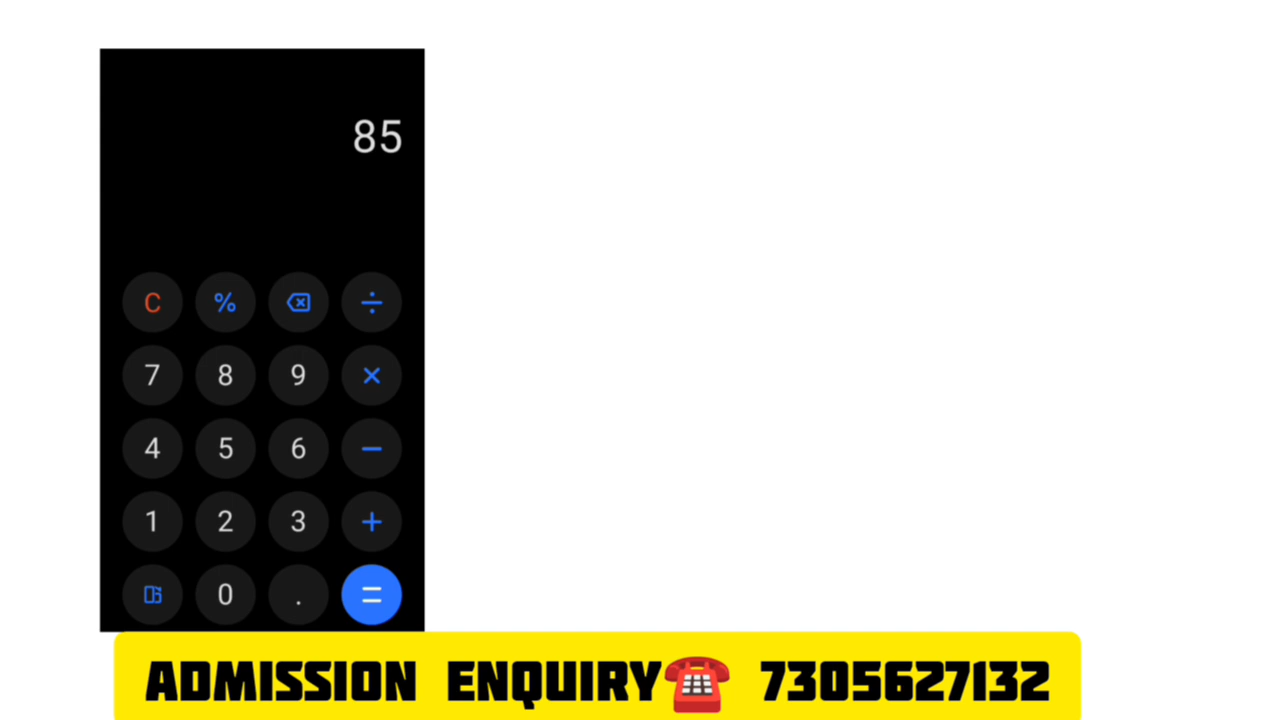 85
C % ÷
7 8 9 ×
4 5 6 −
1 2 3 +
0 . =
ADMISSION ENQUIRY☎️ 7305627132